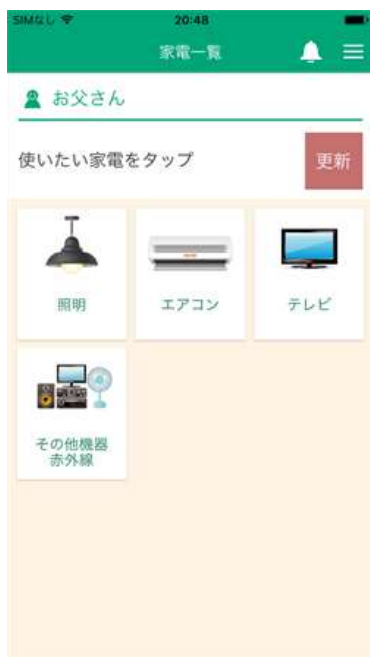 SIMなし 20:48
家電一覧
お父さん
使いたい家電をタップ
更新
照明
エアコン
テレビ
その他機器
赤外線